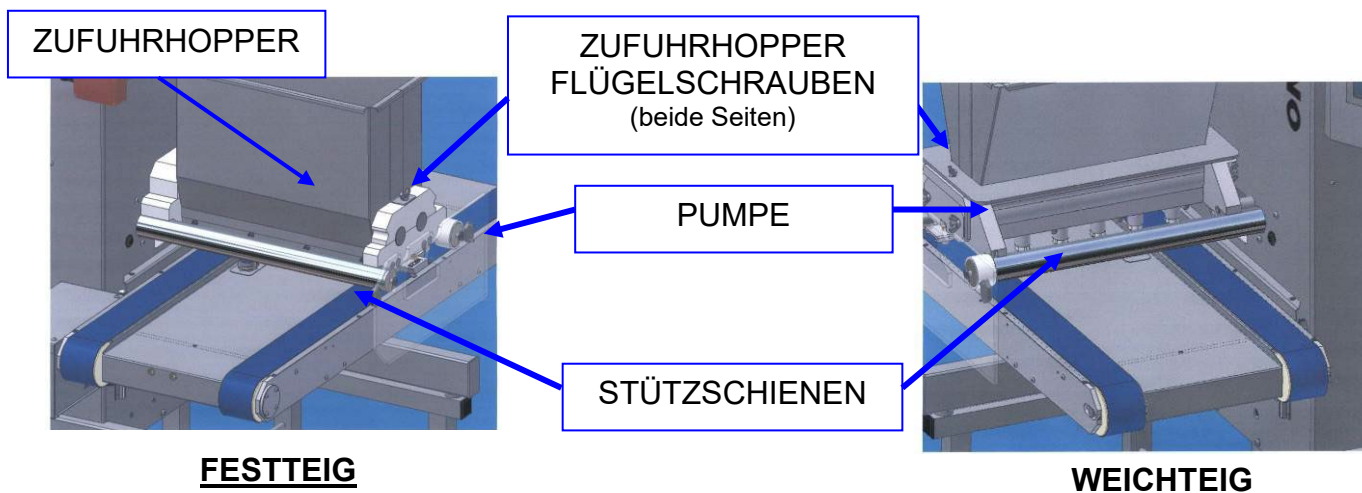 ZUFUHRHOPPER
ZUFUHRHOPPER
FLÜGELSCHRAUBEN
(beide Seiten)
PUMPE
STÜTZSCHIENEN
FESTTEIG
WEICHTEIG